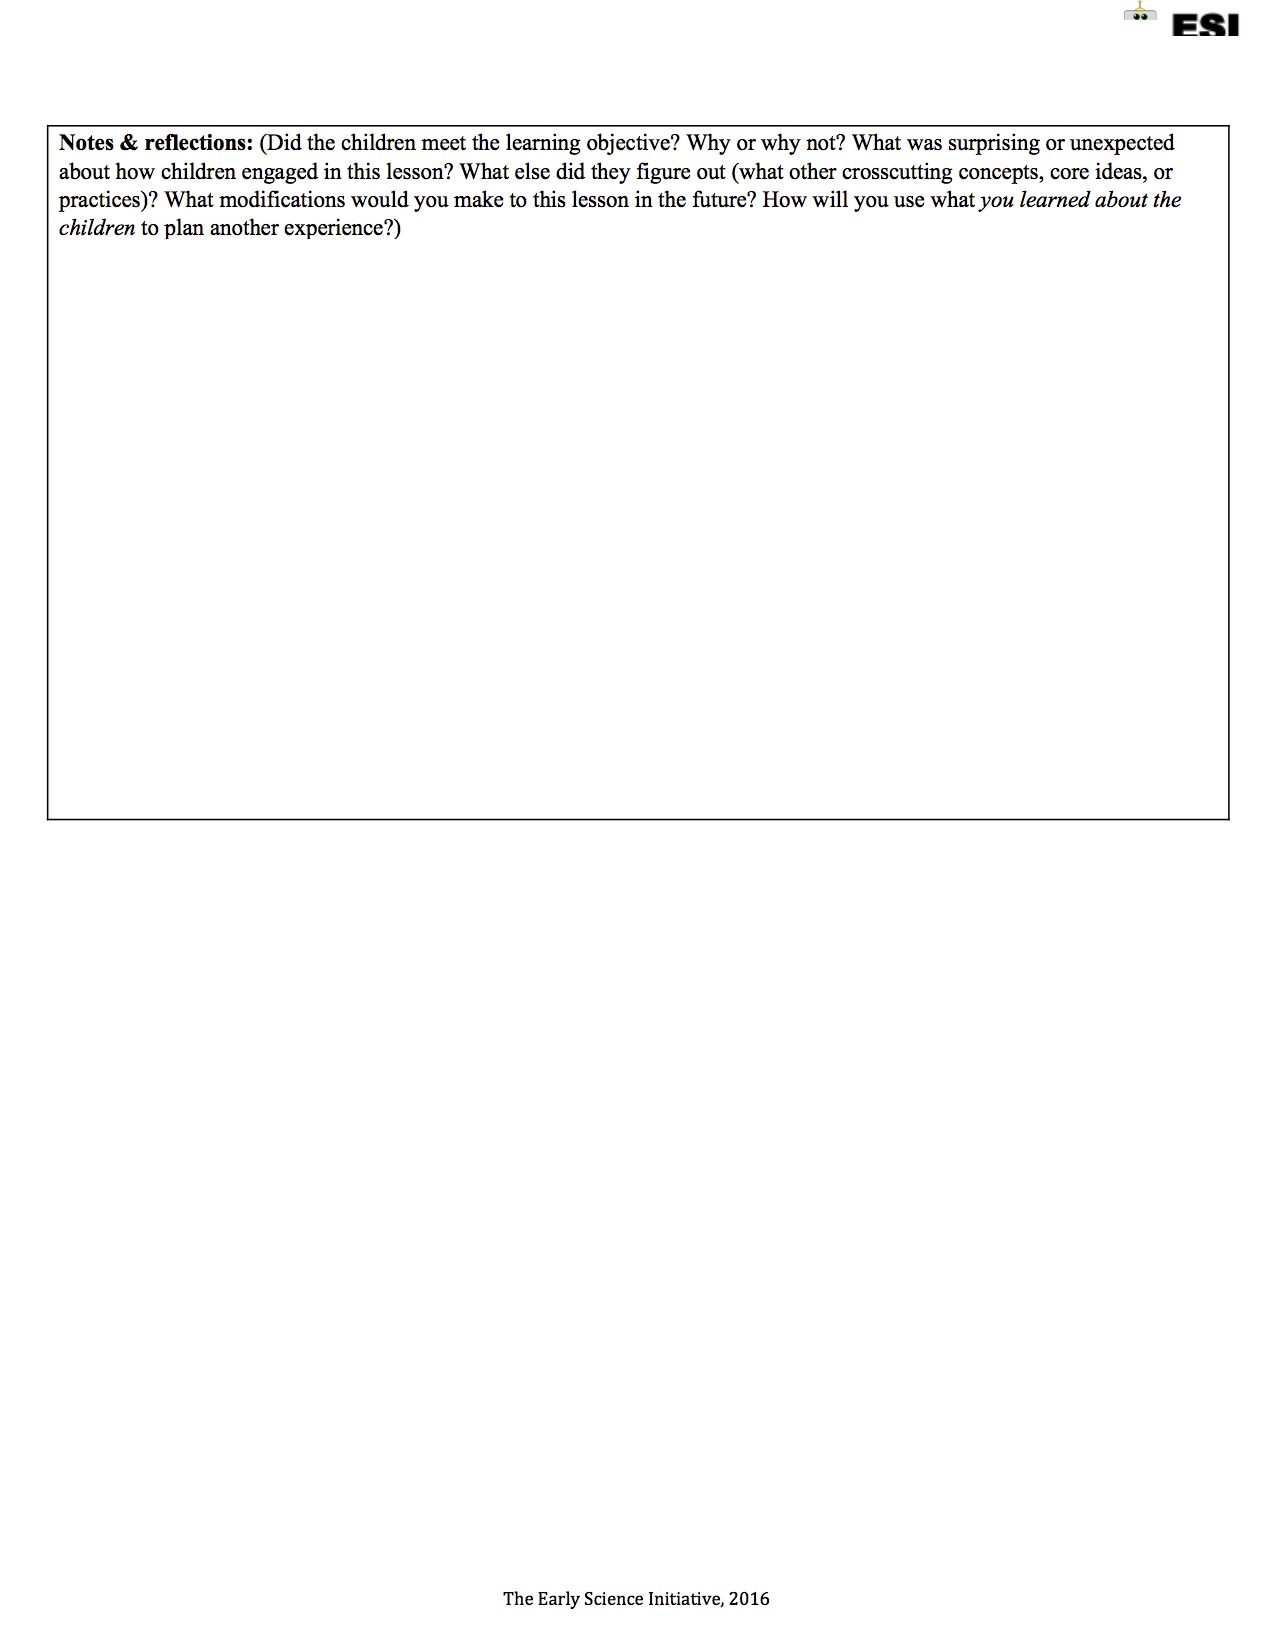 ESI
Notes & reflections: (Did the children meet the learning objective? Why or why not? What was surprising or unexpected
about how children engaged in this lesson? What else did they figure out (what other crosscutting concepts, core ideas, or
practices)? What modifications would you make to this lesson in the future? How will you use what you learned about the
children to plan another experience?)
The Early Science Initiative, 2016